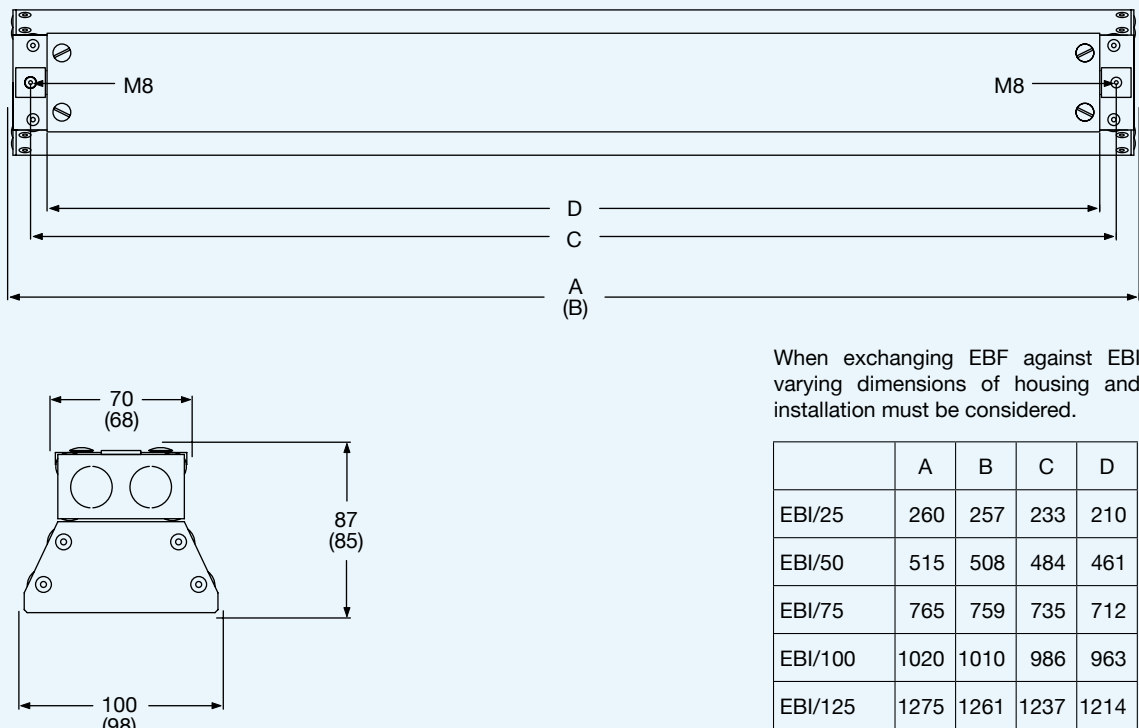 M8
M8
D
C
A
(B)
When exchanging EBF against EBI
varying dimensions of housing and
installation must be considered.
70
(68)
87
(85)
100
(98)
A B C D
EBI/25 260 257 233 210
EBI/50 515 508 484 461
EBI/75 765 759 735 712
EBI/100 1020 1010 986 963
EBI/125 1275 1261 1237 1214